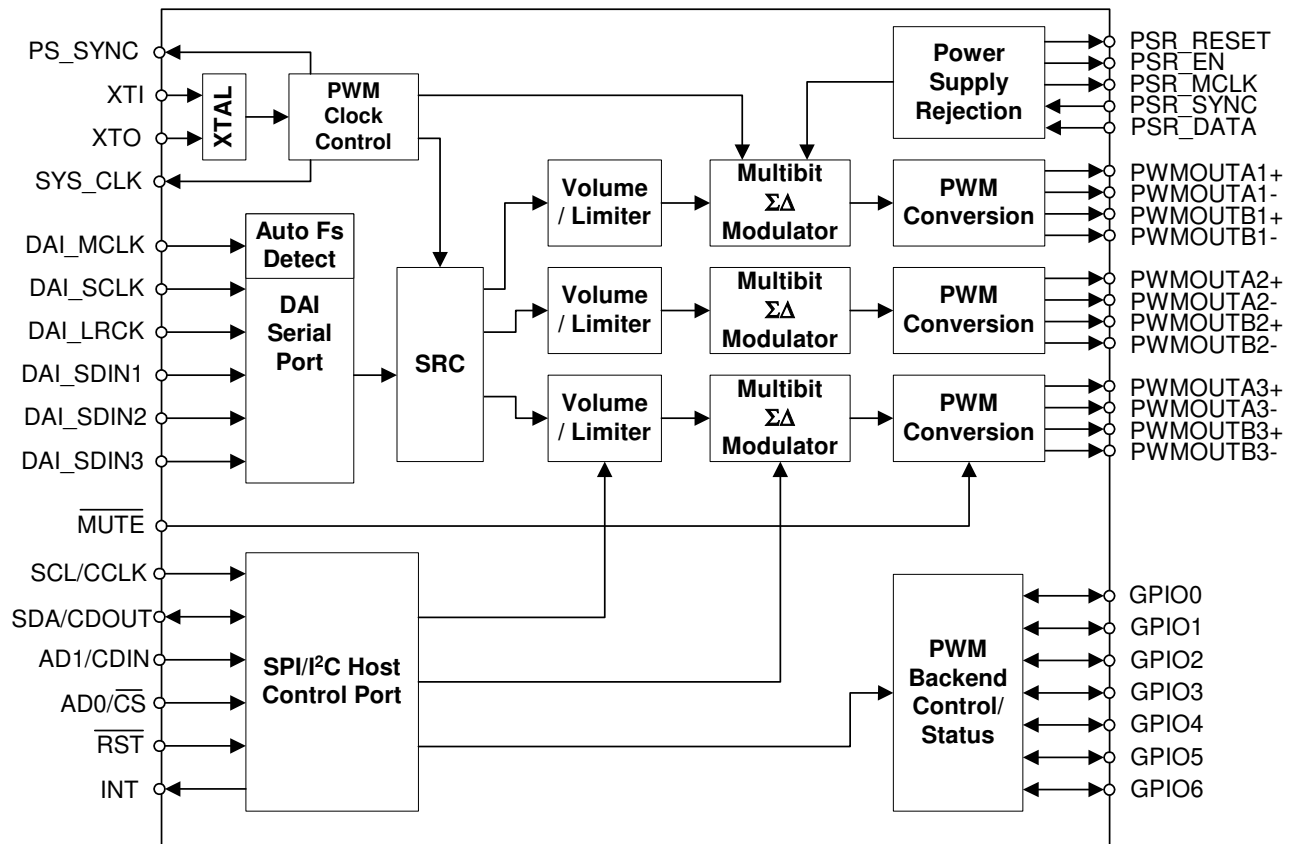 PS_SYNC
XTI
XTO
SYS_CLK
DAI_MCLK
DAI_SCLK
DAI_LRCK
DAI_SDIN1
DAI_SDIN2
DAI_SDIN3
MUTE
SCL/CCLK
SDA/CDOUT
AD1/CDIN
AD0/CS
RST
INT
XTAL
PWM
Clock
Control
Auto Fs
Detect
DAI
Serial
Port
SRC
SPI/I²C Host
Control Port
Volume
/ Limiter
Multibit
ΣΔ
Modulator
PWM
Conversion
Volume
/ Limiter
Multibit
ΣΔ
Modulator
PWM
Conversion
Volume
/ Limiter
Multibit
ΣΔ
Modulator
PWM
Conversion
Power
Supply
Rejection
PWM
Backend
Control/
Status
PSR_RESET
PSR_EN
PSR_MCLK
PSR_SYNC
PSR_DATA
PWMOUTA1+
PWMOUTA1-
PWMOUTB1+
PWMOUTB1-
PWMOUTA2+
PWMOUTA2-
PWMOUTB2+
PWMOUTB2-
PWMOUTA3+
PWMOUTA3-
PWMOUTB3+
PWMOUTB3-
GPIO0
GPIO1
GPIO2
GPIO3
GPIO4
GPIO5
GPIO6